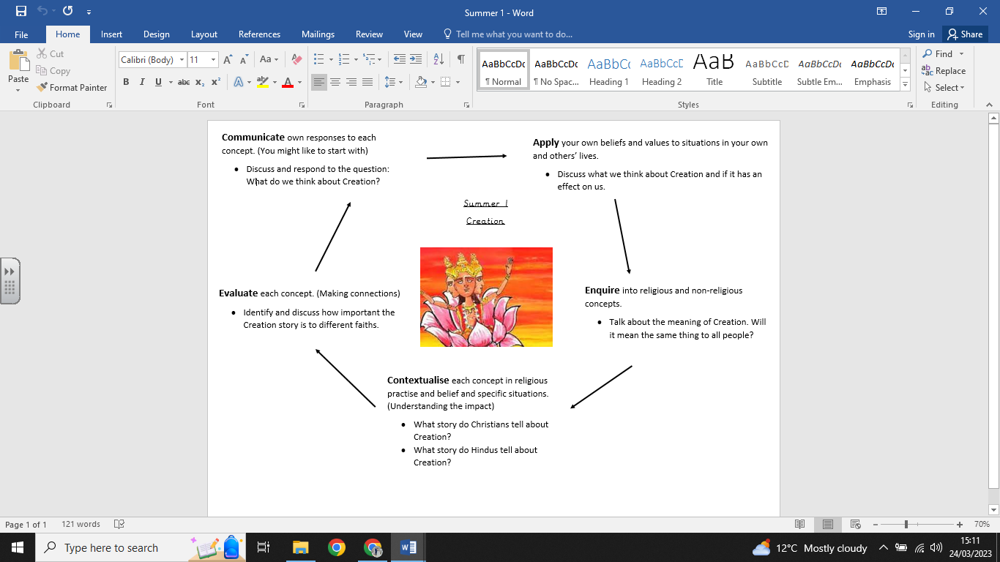 Summer 1 - Word
File Home Insert Design Layout References Mailings Review View Tell me what you want to do... Sign in Share
Paste
Cut
Copy
Format Painter
Clipboard
Calibri (Body) 11 Aa
B I U abc x₂ x² A ab A
Font
Paragraph
AaBbCcDc AaBbCcDc AaBbCc AaBbCcD AaB AaBbCcD AaBbCcDc AaBbCcDc
¶ Normal ¶ No Spac... Heading 1 Heading 2 Title Subtitle Subtle Em... Emphasis
Styles
Find
Replace
Select
Editing
Communicate own responses to each
concept. (You might like to start with)
• Discuss and respond to the question:
What do we think about Creation?
Apply your own beliefs and values to situations in your own
and others’ lives.
• Discuss what we think about Creation and if it has an
effect on us.
Summer 1
Creation
Enquire into religious and non-religious
concepts.
• Talk about the meaning of Creation. Will
it mean the same thing to all people?
Evaluate each concept. (Making connections)
• Identify and discuss how important the
Creation story is to different faiths.
Contextualise each concept in religious
practise and belief and specific situations.
(Understanding the impact)
• What story do Christians tell about
Creation?
• What story do Hindus tell about
Creation?
Page 1 of 1 121 words 70%
Type here to search
12°C Mostly cloudy
15:11
24/03/2023